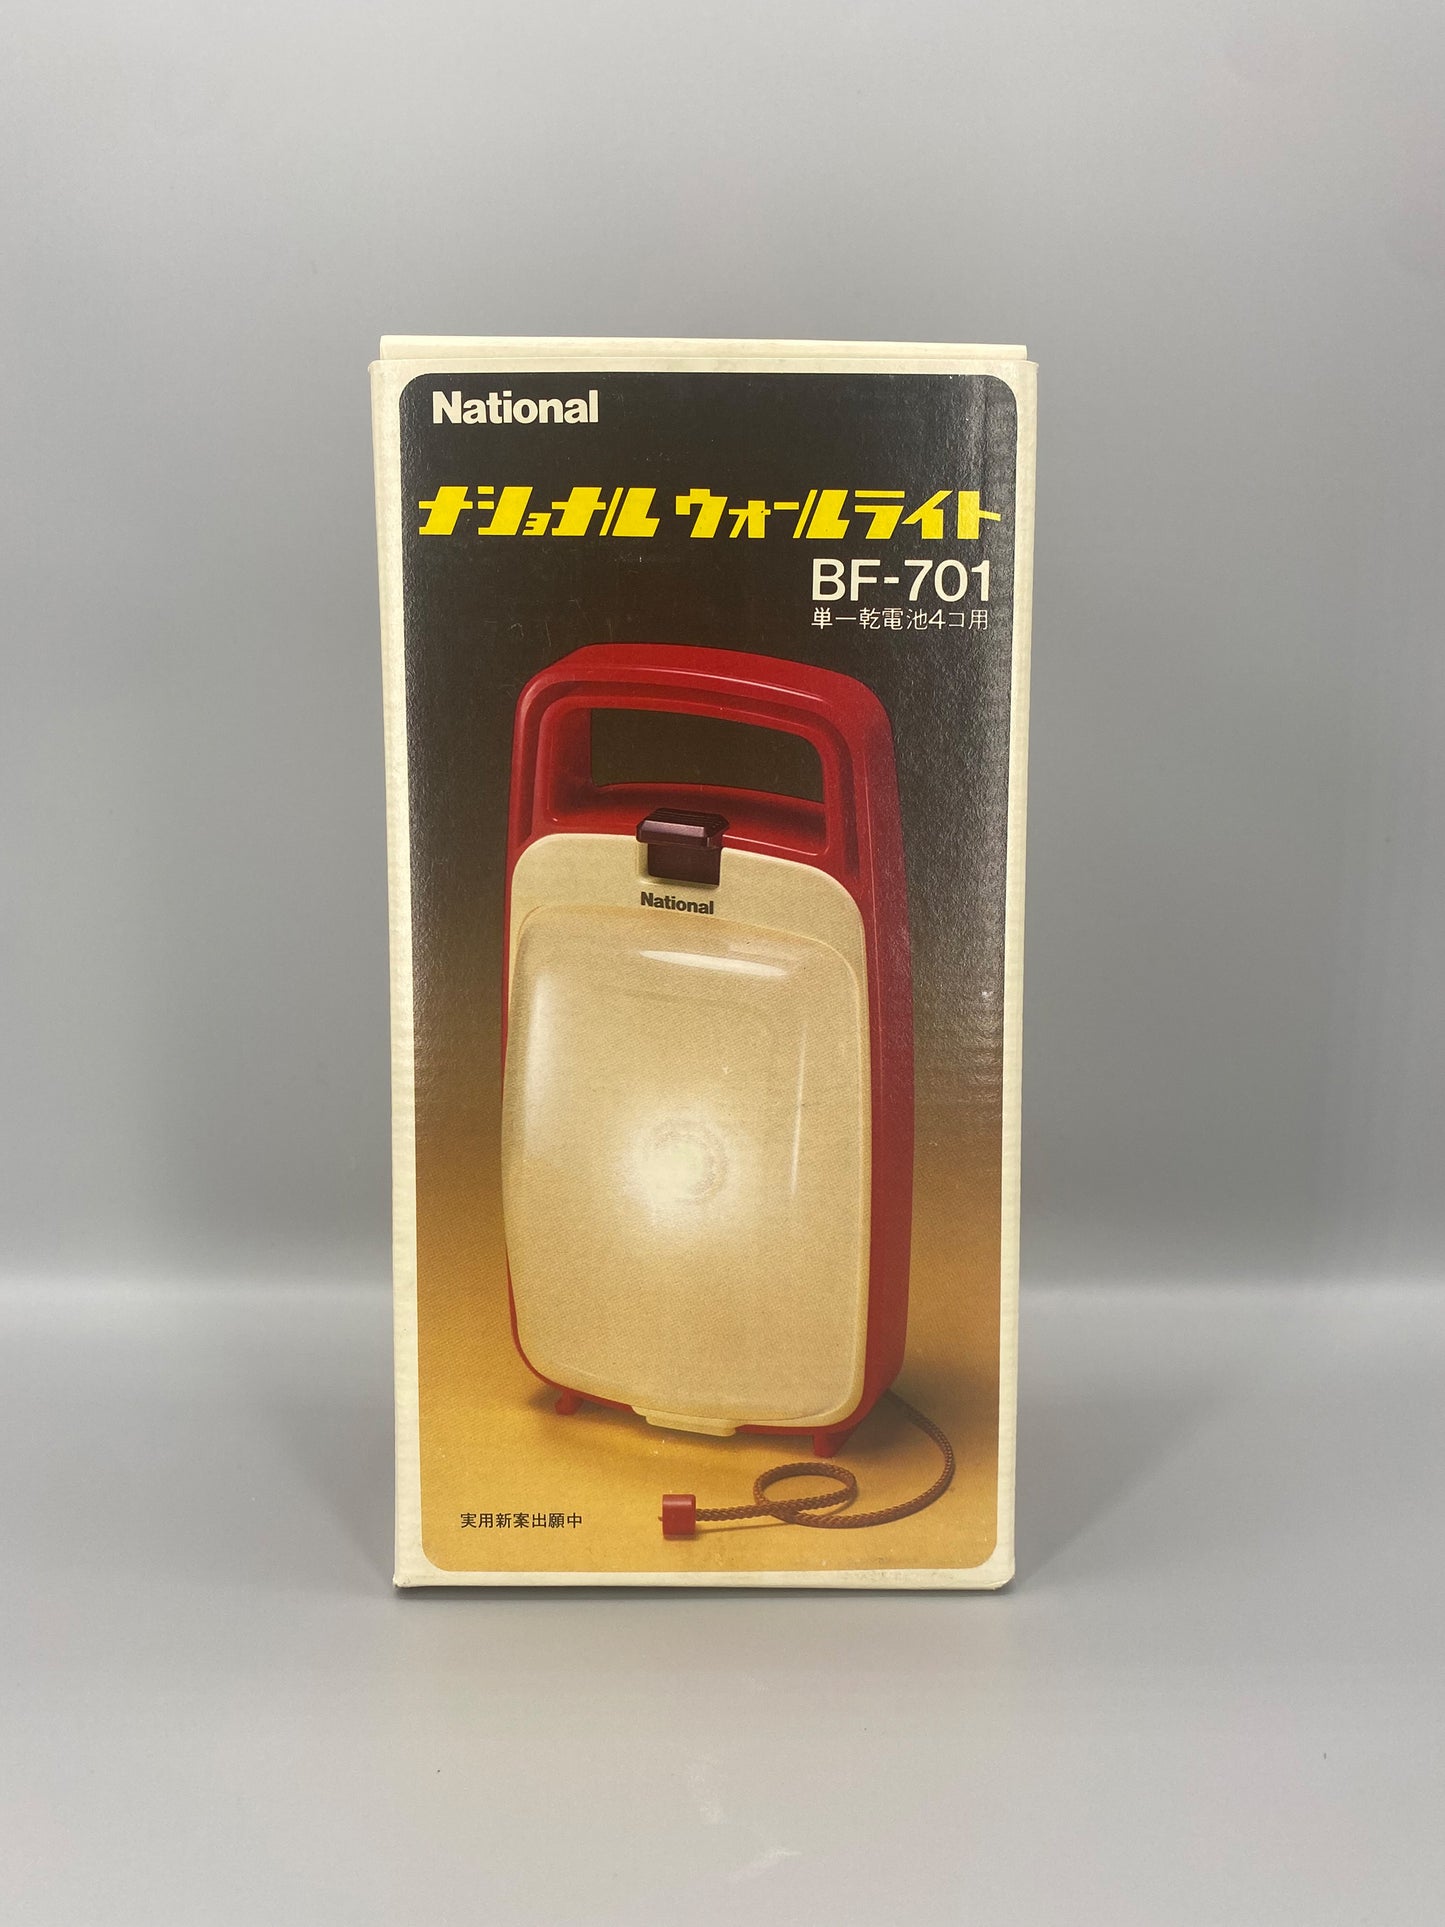 National
ナショナル ウォールライト
BF-701
単一乾電池4コ用
National
実用新案出願中